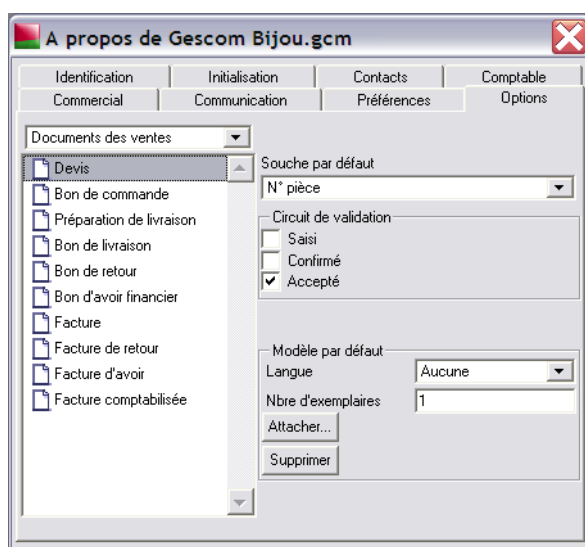 A propos de Gescom Bijou.gcm
Identification Initialisation Contacts Comptable
Commercial Communication Préférences Options
Documents des ventes
Devis
Bon de commande
Préparation de livraison
Bon de livraison
Bon de retour
Bon d'avoir financier
Facture
Facture de retour
Facture d'avoir
Facture comptabilisée
Souche par défaut
N° pièce
Circuit de validation
Saisi
Confirmé
Accepté
Modèle par défaut
Langue Aucune
Nbre d'exemplaires 1
Attacher...
Supprimer